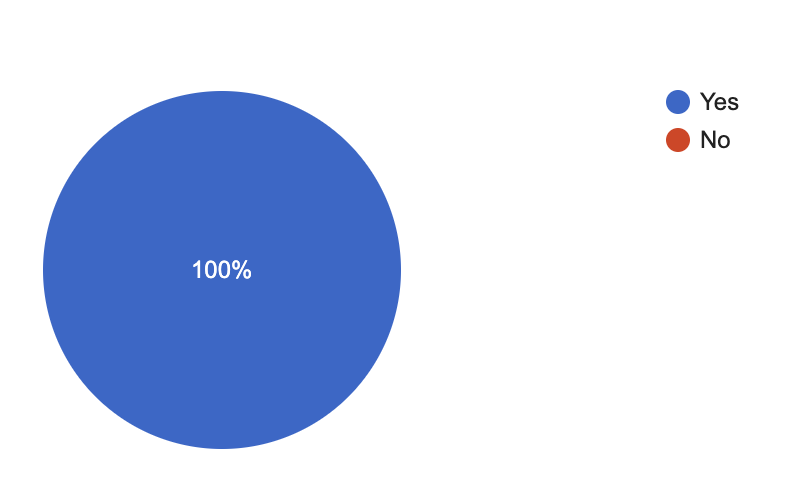 Yes
No
100%